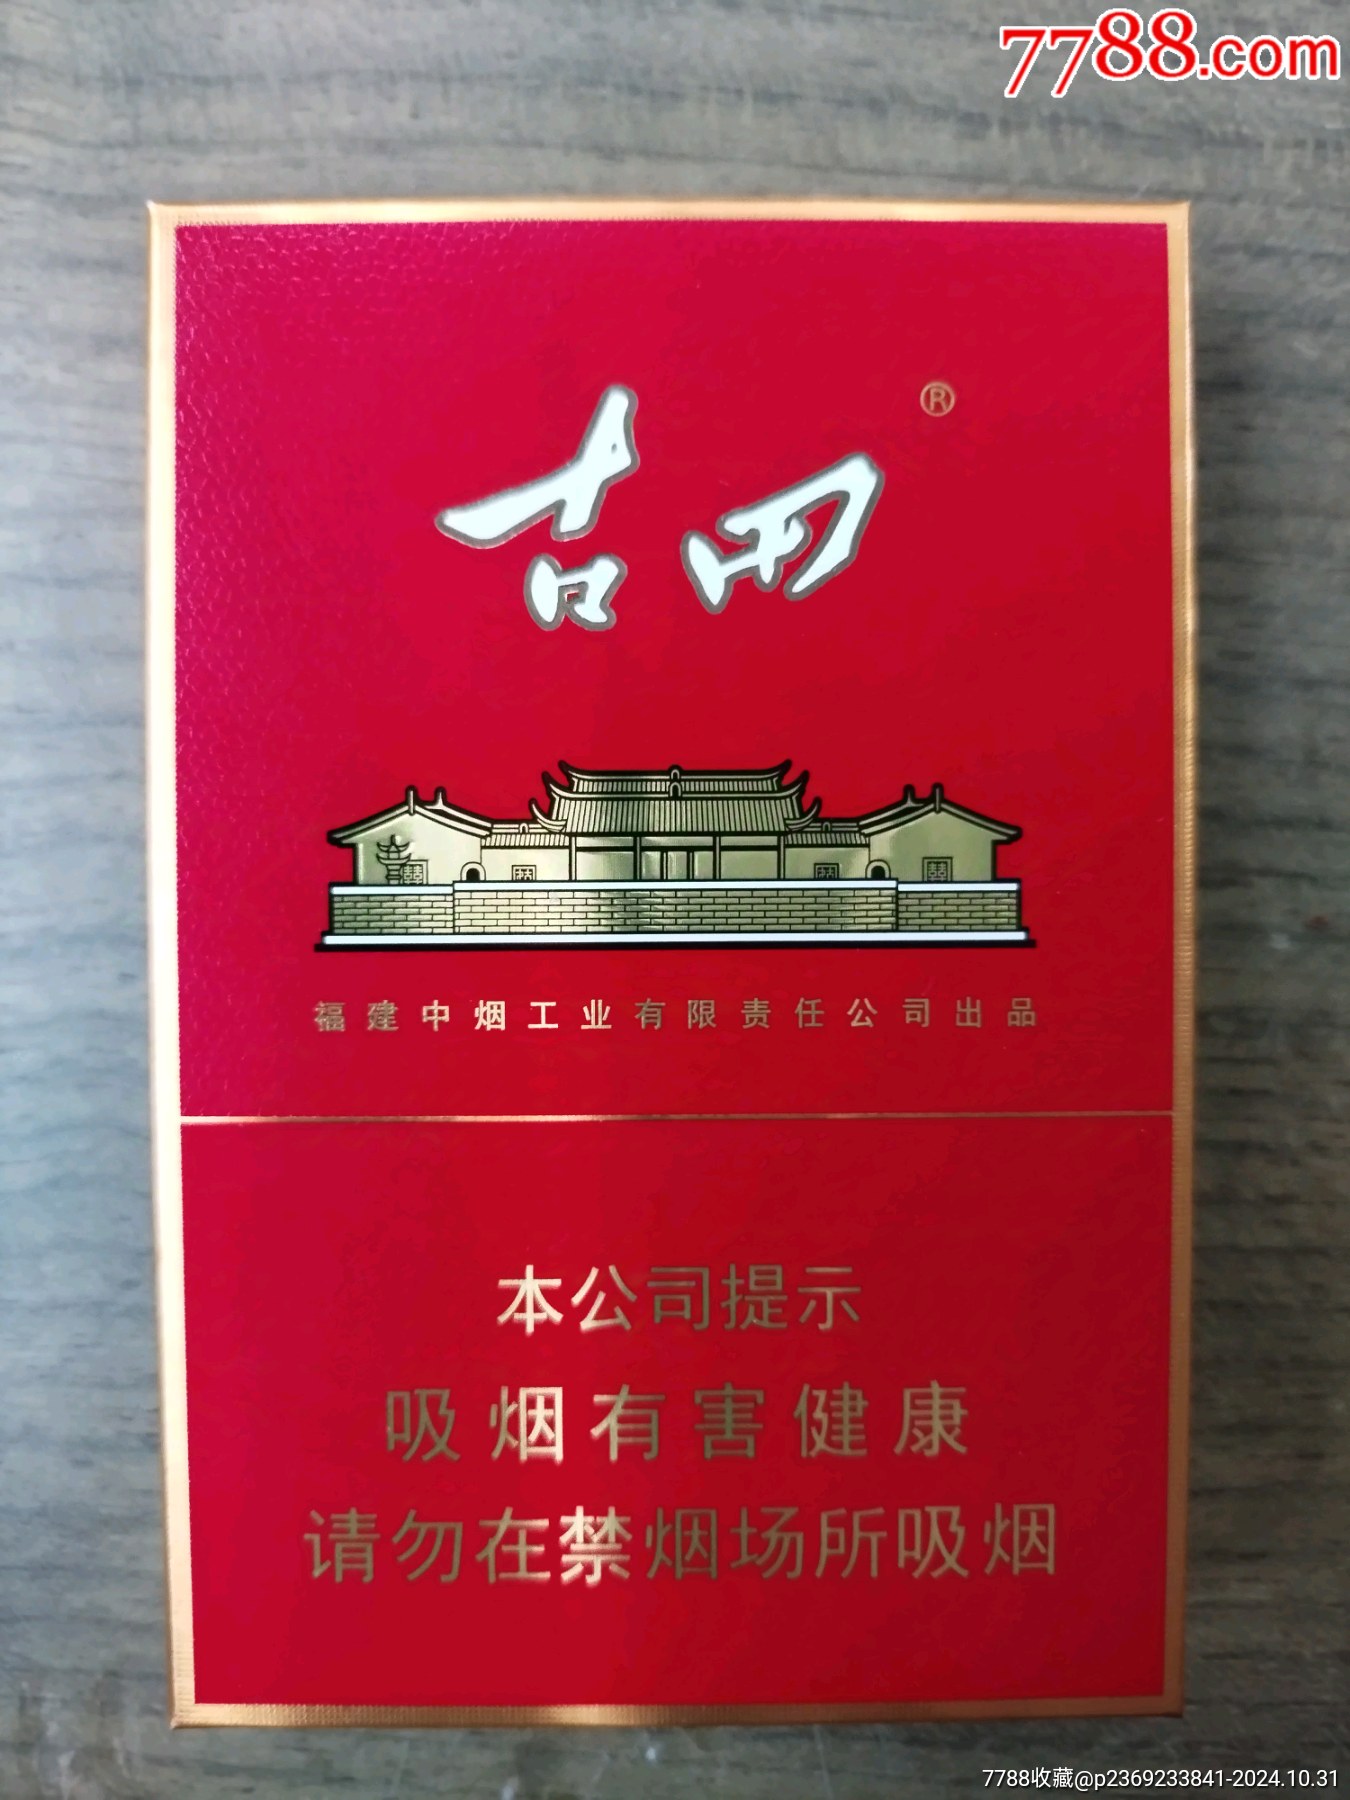 7788.com
古田®
福建中烟工业有限责任公司出品
本公司提示
吸烟有害健康
请勿在禁烟场所吸烟
7788收藏@p2369233841-2024.10.31